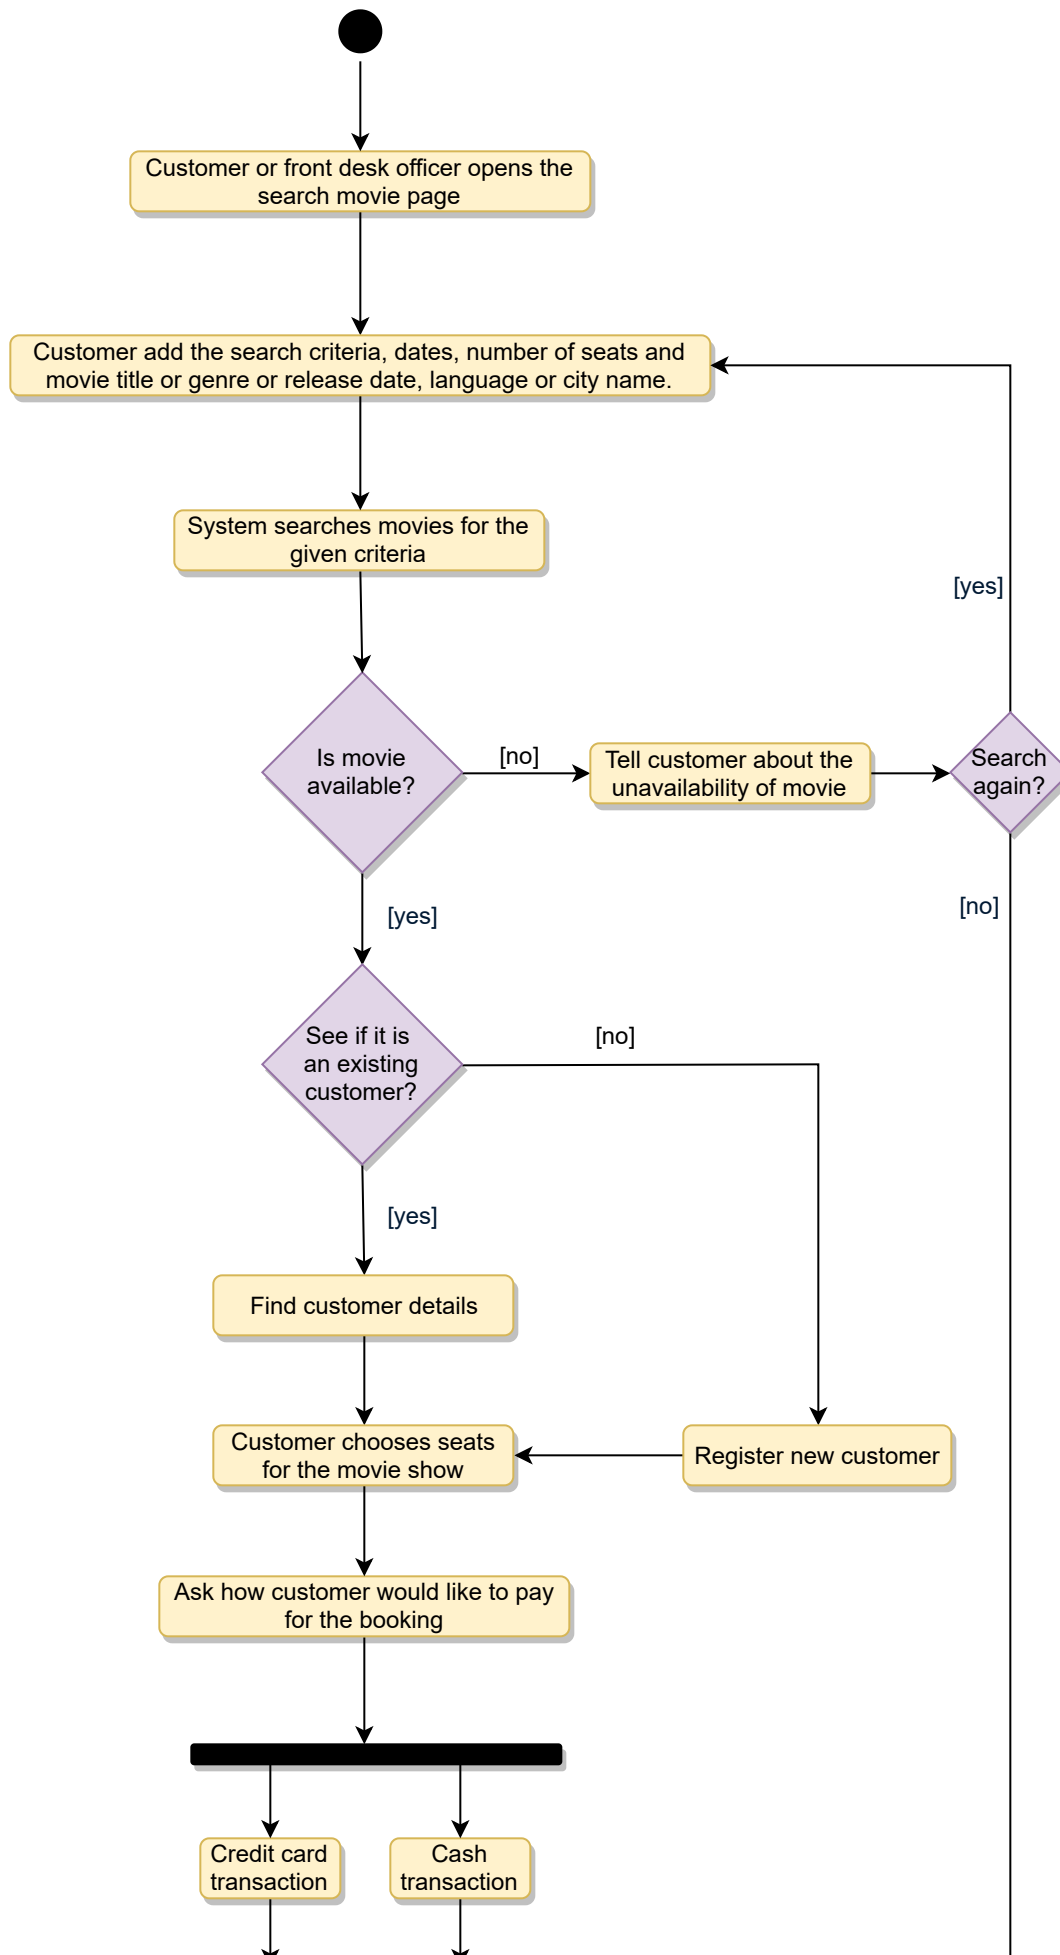 Customer or front desk officer opens the
search movie page
Customer add the search criteria, dates, number of seats and
movie title or genre or release date, language or city name.
System searches movies for the
given criteria
[yes]
Is movie
available?
[no]
Tell customer about the
unavailability of movie
Search
again?
[yes]
[no]
See if it is
an existing
customer?
[no]
[yes]
Find customer details
Customer chooses seats
for the movie show
Register new customer
Ask how customer would like to pay
for the booking
Credit card
transaction
Cash
transaction